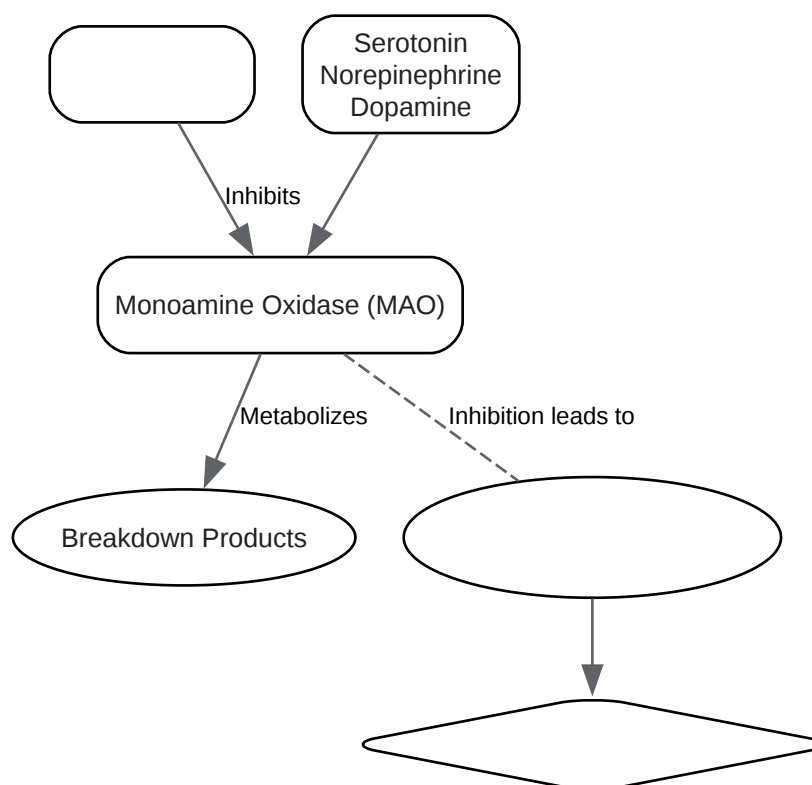 Serotonin
Norepinephrine
Dopamine
Inhibits
Monoamine Oxidase (MAO)
Metabolizes
Inhibition leads to
Breakdown Products